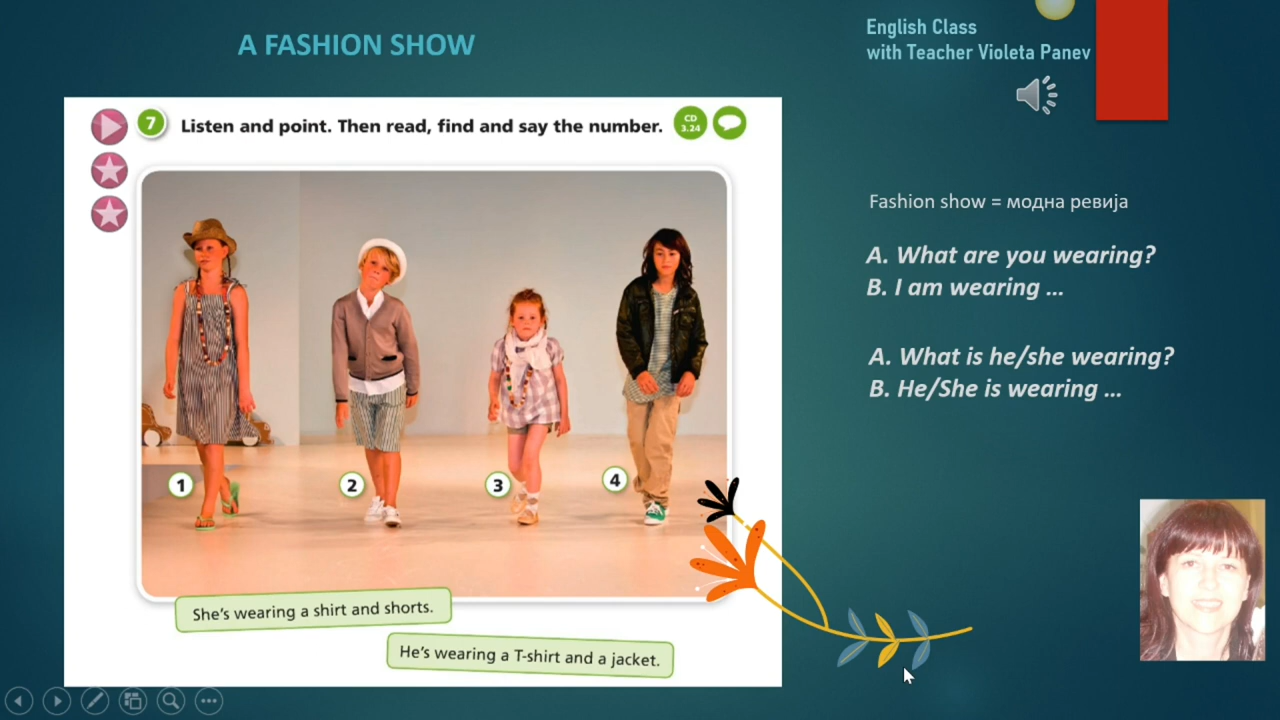 A FASHION SHOW
English Class
with Teacher Violeta Panev
7 Listen and point. Then read, find and say the number. CD 3.24
Fashion show = модна ревија
A. What are you wearing?
B. I am wearing ...
A. What is he/she wearing?
B. He/She is wearing ...
1
2
3
4
She's wearing a shirt and shorts.
He's wearing a T-shirt and a jacket.